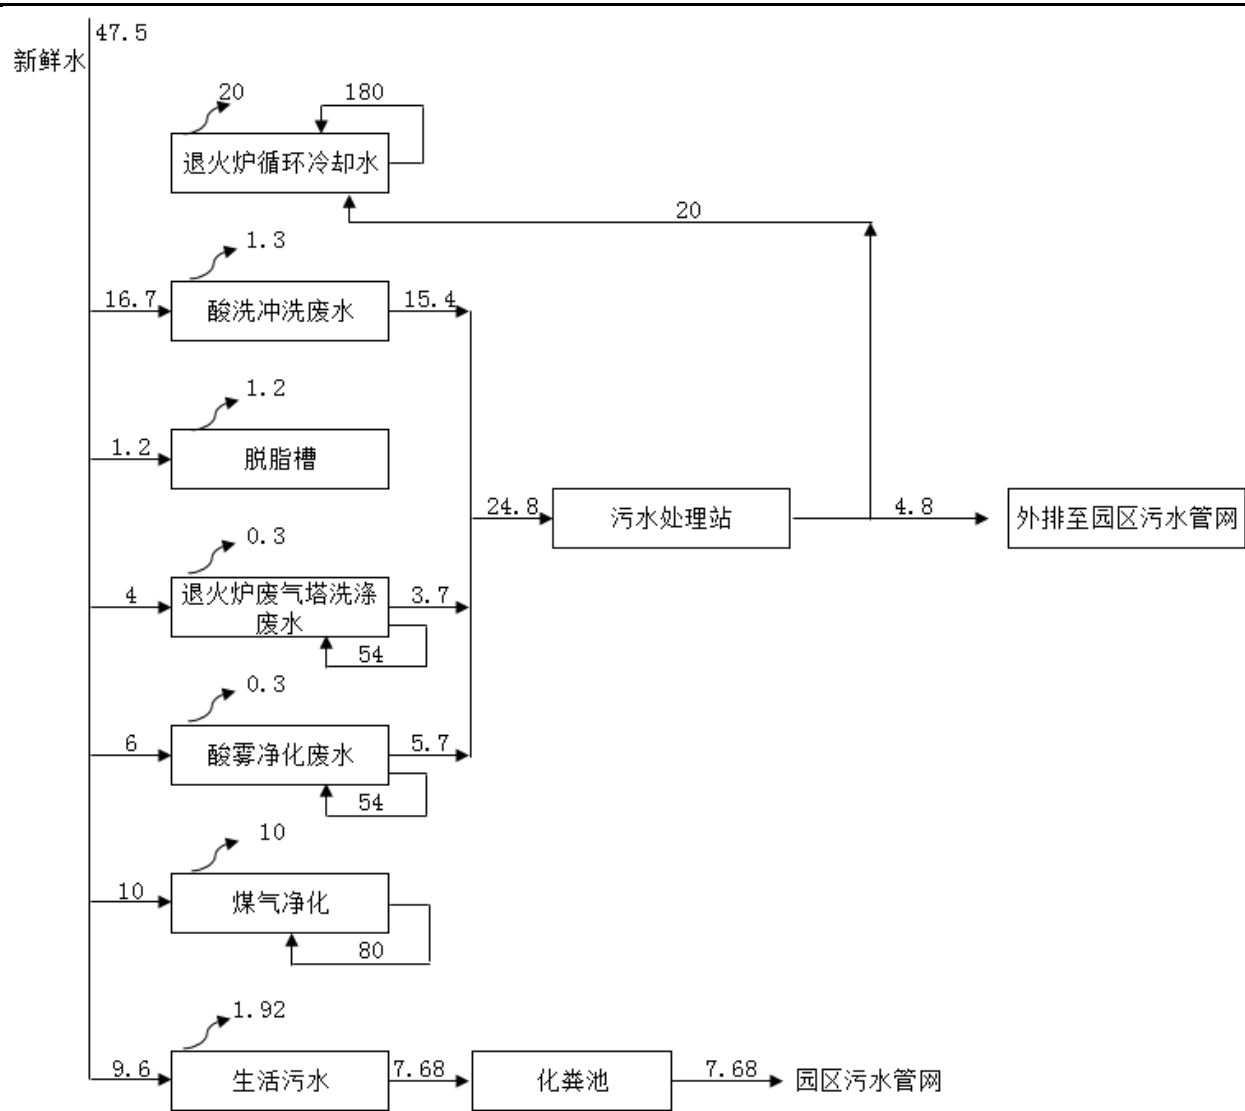 47.5
新鲜水
20
180
退火炉循环冷却水
20
1.3
16.7
酸洗冲洗废水
15.4
1.2
1.2
脱脂槽
24.8
污水处理站
4.8
外排至园区污水管网
0.3
4
退火炉废气塔洗涤
废水
3.7
54
0.3
6
酸雾净化废水
5.7
54
10
10
煤气净化
80
1.92
9.6
生活污水
7.68
化粪池
7.68
园区污水管网